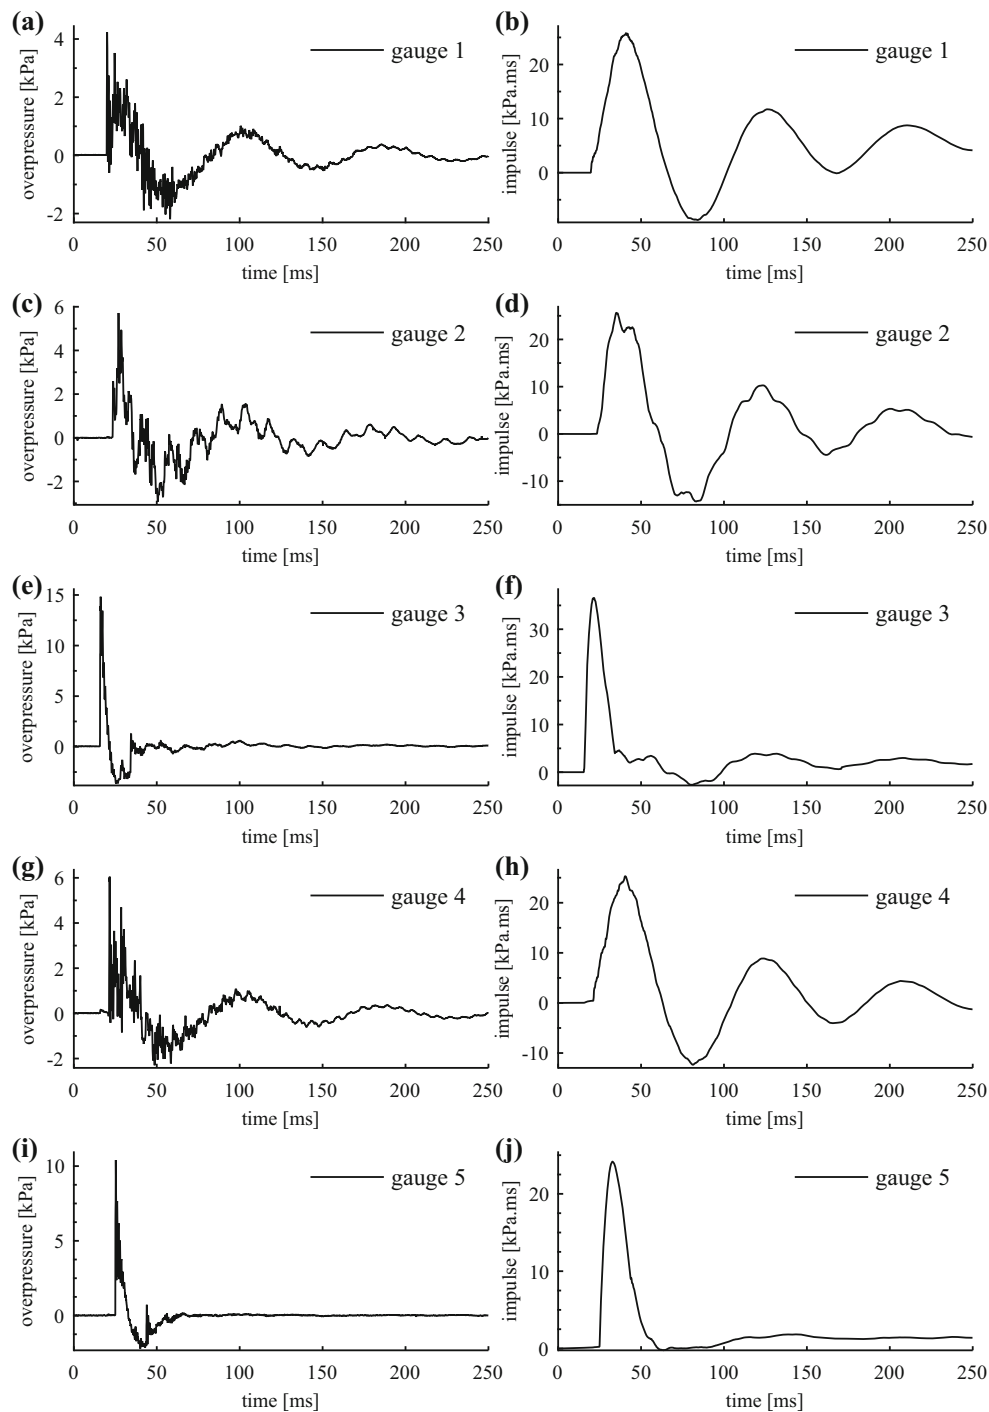 (a)
overpressure [kPa]
4
2
0
-2
gauge 1
0 50 100 150 200 250
time [ms]
(b)
impulse [kPa.ms]
20
10
0
gauge 1
0 50 100 150 200 250
time [ms]
(c)
overpressure [kPa]
6
4
2
0
-2
gauge 2
0 50 100 150 200 250
time [ms]
(d)
impulse [kPa.ms]
20
10
0
-10
gauge 2
0 50 100 150 200 250
time [ms]
(e)
overpressure [kPa]
15
10
5
0
gauge 3
0 50 100 150 200 250
time [ms]
(f)
impulse [kPa.ms]
30
20
10
0
gauge 3
0 50 100 150 200 250
time [ms]
(g)
overpressure [kPa]
6
4
2
0
-2
gauge 4
0 50 100 150 200 250
time [ms]
(h)
impulse [kPa.ms]
20
10
0
-10
gauge 4
0 50 100 150 200 250
time [ms]
(i)
overpressure [kPa]
10
5
0
gauge 5
0 50 100 150 200 250
time [ms]
(j)
impulse [kPa.ms]
20
10
0
gauge 5
0 50 100 150 200 250
time [ms]